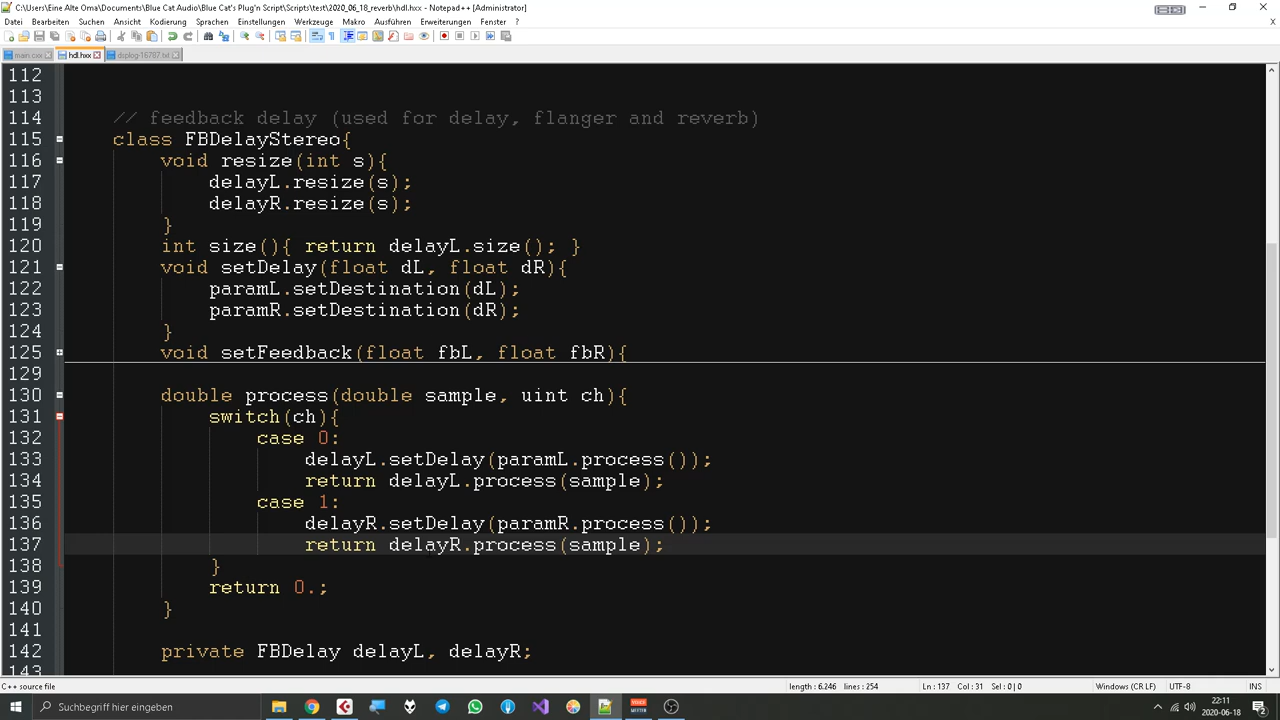 C:\Users\Eine Alte Oma\Documents\Blue Cat Audio\Blue Cat's Plug'n Script\Scripts\test\2020_06_18_reverb\hdl.hxx - Notepad++ [Administrator]
Datei Bearbeiten Suchen Ansicht Kodierung Sprachen Einstellungen Werkzeuge Makro Ausführen Erweiterungen Fenster ?
main.cxx hdl.hxx dsplog-16787.txt
112
113
114 // feedback delay (used for delay, flanger and reverb)
115 class FBDelayStereo{
116 void resize(int s){
117 delayL.resize(s);
118 delayR.resize(s);
119 }
120 int size(){ return delayL.size(); }
121 void setDelay(float dL, float dR){
122 paramL.setDestination(dL);
123 paramR.setDestination(dR);
124 }
125 void setFeedback(float fbL, float fbR){
129
130 double process(double sample, uint ch){
131 switch(ch){
132 case 0:
133 delayL.setDelay(paramL.process());
134 return delayL.process(sample);
135 case 1:
136 delayR.setDelay(paramR.process());
137 return delayR.process(sample);
138 }
139 return 0.;
140 }
141
142 private FBDelay delayL, delayR;
143
C++ source file length : 6.246 lines : 254 Ln : 137 Col : 31 Sel : 0 | 0 Windows (CR LF) UTF-8 INS
Suchbegriff hier eingeben 22:11
2020-06-18